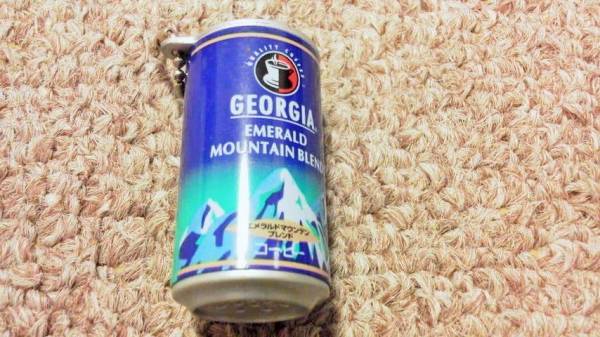 QUALITY CHARGE
GEORGIA
EMERALD
MOUNTAIN BLEND
エメラルドマウンテン
ブレンド
コーヒー